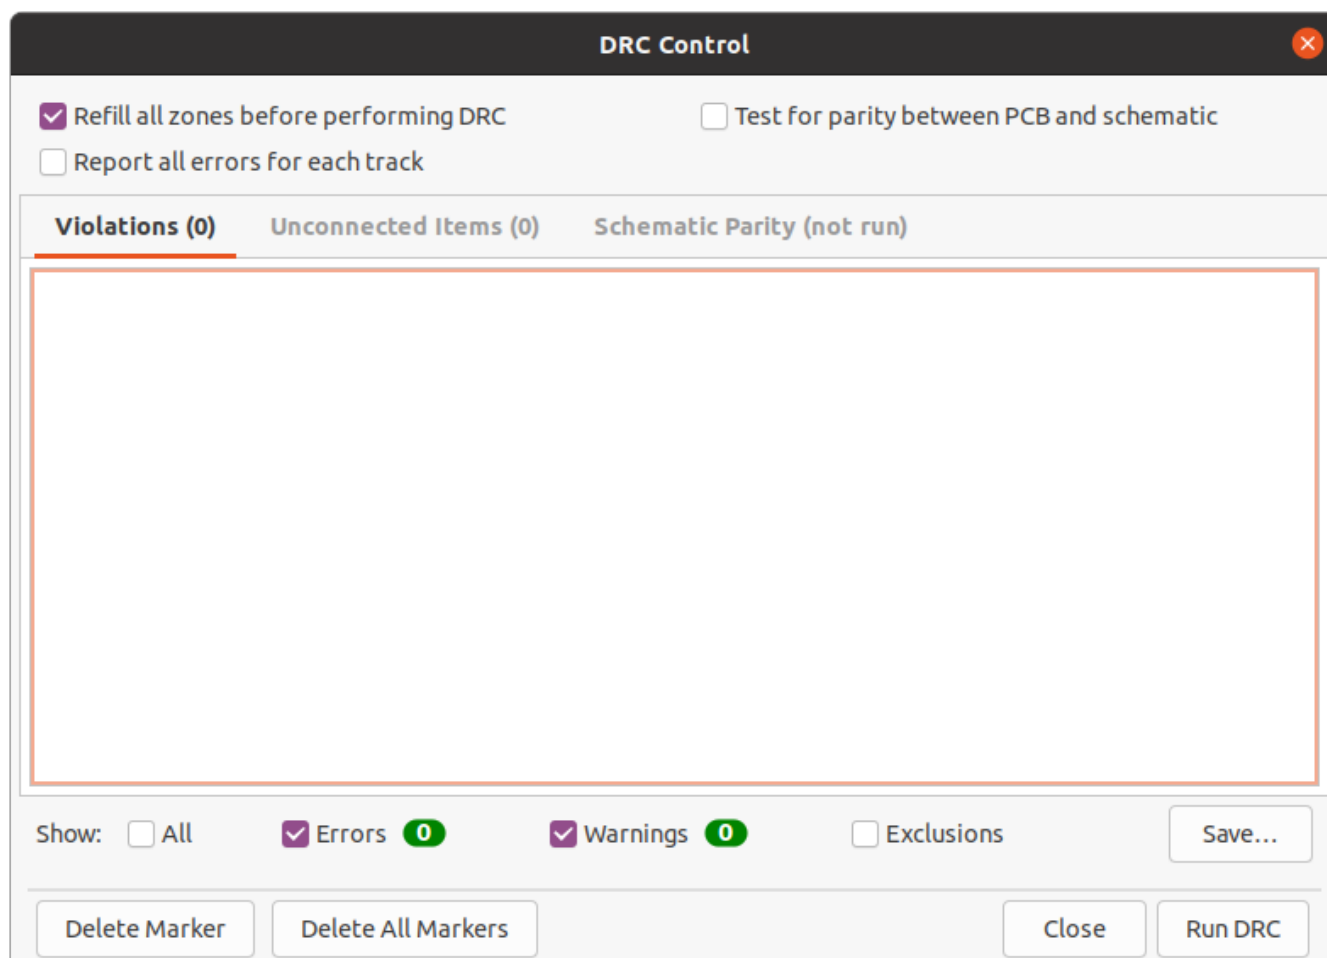 DRC Control
Refill all zones before performing DRC
Test for parity between PCB and schematic
Report all errors for each track
Violations (0)
Unconnected Items (0)
Schematic Parity (not run)
Show:
All
Errors
0
Warnings
0
Exclusions
Save...
Delete Marker
Delete All Markers
Close
Run DRC